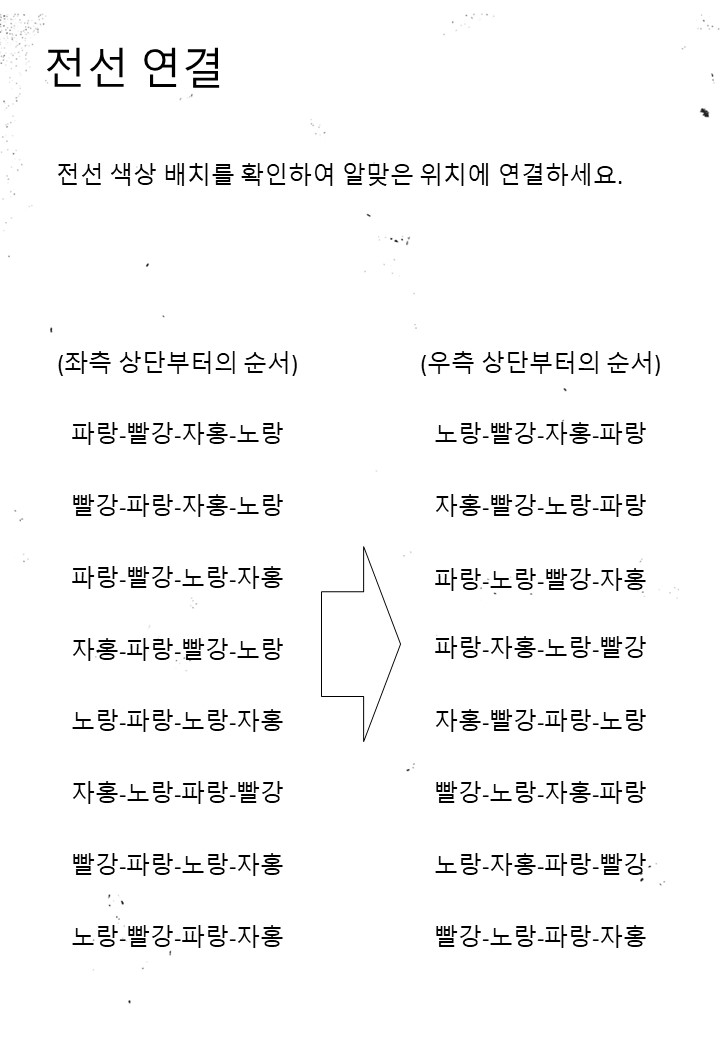 전선 연결
전선 색상 배치를 확인하여 알맞은 위치에 연결하세요.
(좌측 상단부터의 순서) (우측 상단부터의 순서)
파랑-빨강-자홍-노랑 노랑-빨강-자홍-파랑
빨강-파랑-자홍-노랑 자홍-빨강-노랑-파랑
파랑-빨강-노랑-자홍 파랑-노랑-빨강-자홍
자홍-파랑-빨강-노랑 파랑-자홍-노랑-빨강
노랑-파랑-노랑-자홍 자홍-빨강-파랑-노랑
자홍-노랑-파랑-빨강 빨강-노랑-자홍-파랑
빨강-파랑-노랑-자홍 노랑-자홍-파랑-빨강
노랑-빨강-파랑-자홍 빨강-노랑-파랑-자홍